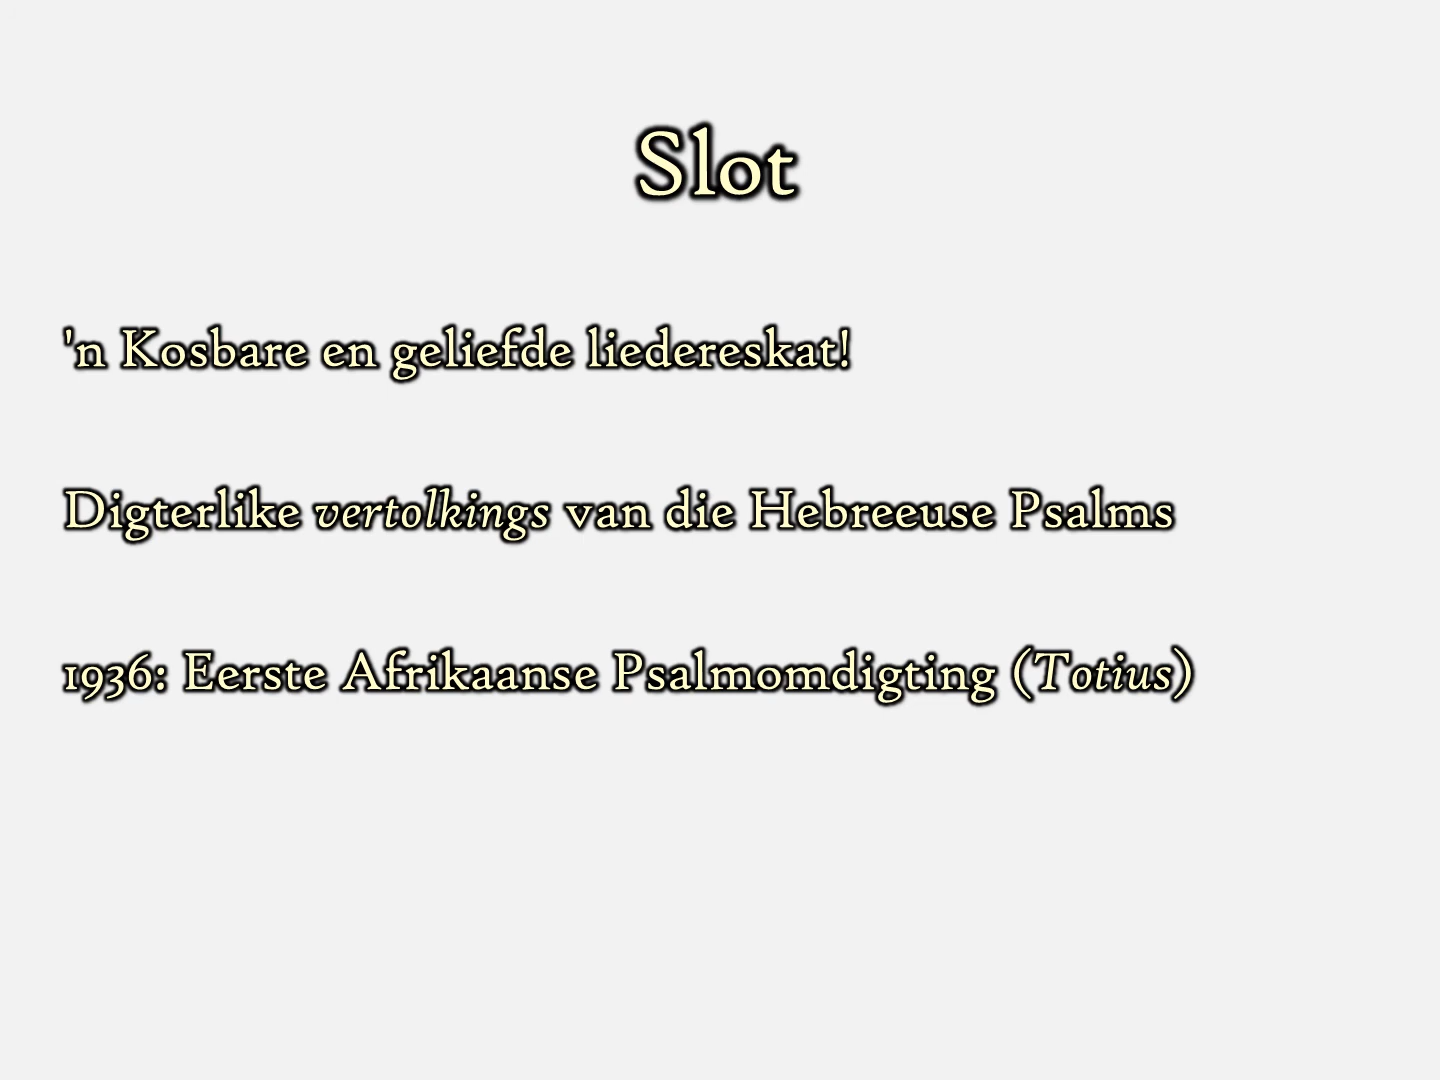 Slot
'n Kosbare en geliefde liedereskat!
Digterlike vertolkings van die Hebreeuse Psalms
1936: Eerste Afrikaanse Psalmomdigting (Totius)